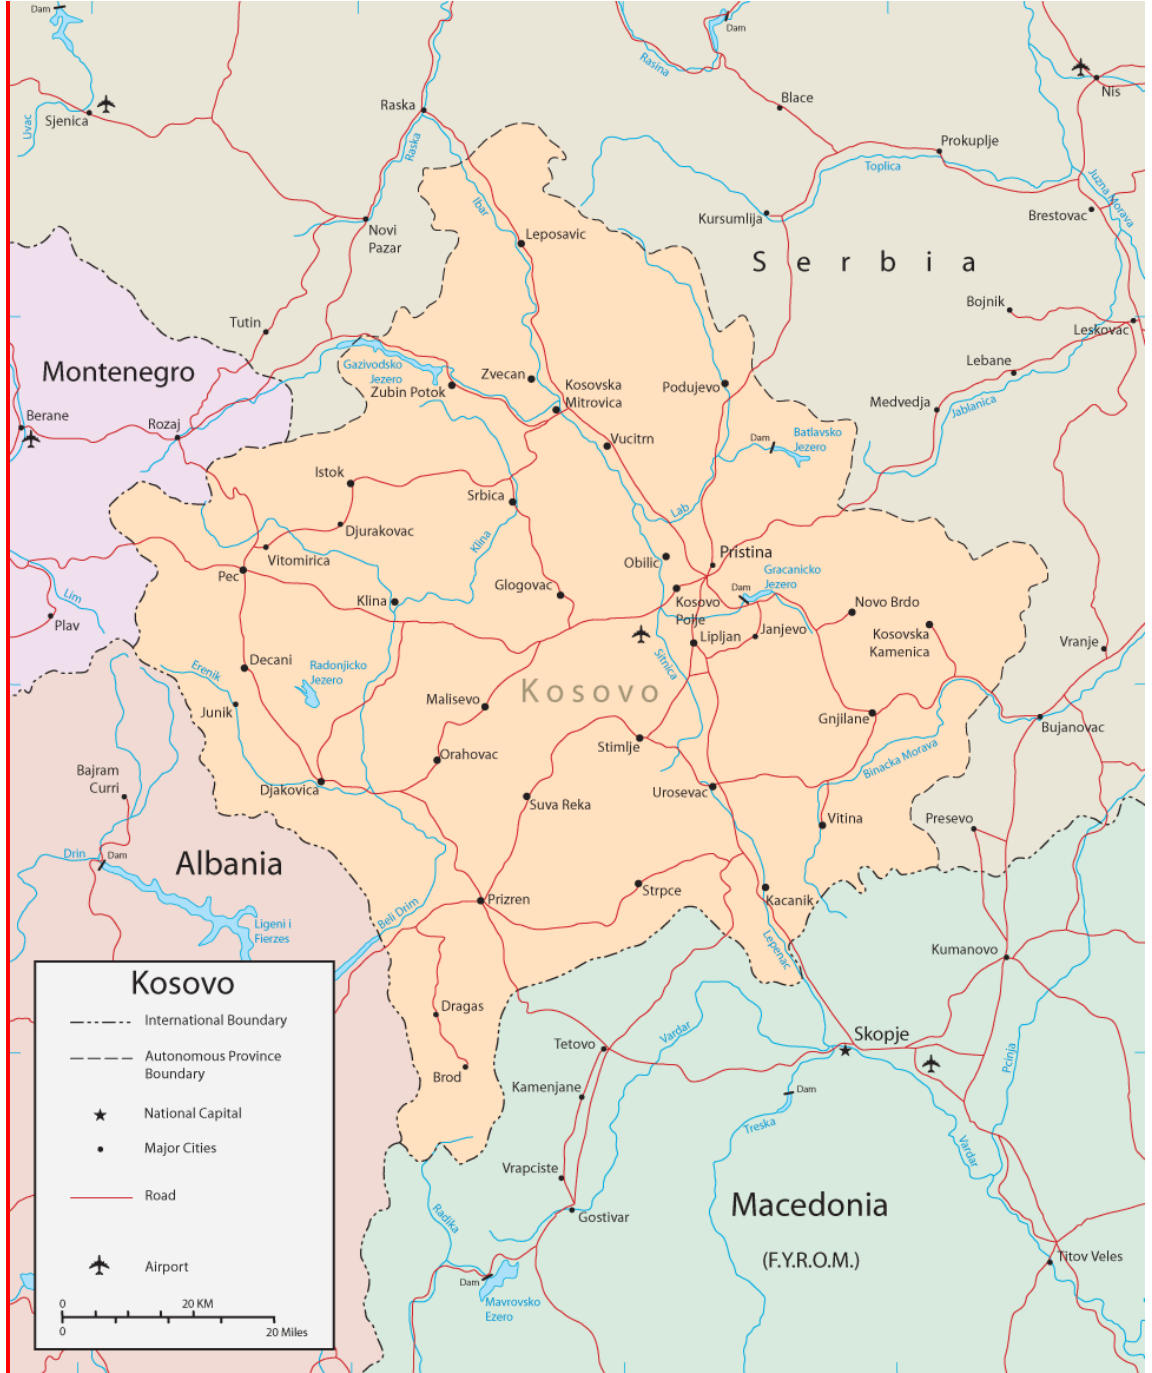 Dam
Dam
Rasina
Nis
Sjenica
Uvac
Raska
Raska
Blace
Prokuplje
Toplica
Juzna Morava
Brestovac
Kursumlija
Ibar
Novi
Pazar
Leposavic
Serbia
Bojnik
Leskovac
Tutin
Montenegro
Gazivodsko
Jezero
Zubin Potok
Zvecan
Kosovska
Mitrovica
Podujevo
Lebane
Medvedja
Jablanica
Berane
Rozaj
Vucitrn
Dam
Batlavsko
Jezero
Istok
Srbica
Djurakovac
Lab
Klina
Vitomirica
Pec
Obilic
Pristina
Gracanicko
Jezero
Dam
Glogovac
Klina
Kosovo
Polje
Novo Brdo
Lim
Plav
Lipljan
Janjevo
Kosovska
Kamenica
Vranje
Sitnica
Decani
Erenik
Radonjicko
Jezero
Kosovo
Junik
Malisevo
Gnjilane
Bujanovac
Stimlje
Orahovac
Binacka Morava
Bajram
Curri
Djakovica
Urosevac
Suva Reka
Vitina
Presevo
Drin
Dam
Albania
Strpce
Kacanik
Prizren
Beli Drim
Ligeni i
Fierzes
Lepenac
Kumanovo
Kosovo
International Boundary
Autonomous Province
Boundary
National Capital
Major Cities
Road
Airport
0
20 KM
0
20 Miles
Dragas
Brod
Vardar
Skopje
Tetovo
Pcinja
Kamenjane
Dam
Treska
Vardar
Vrapciste
Macedonia
(F.Y.R.O.M.)
Radika
Gostivar
Titov Veles
Dam
Mavrovsko
Ezero